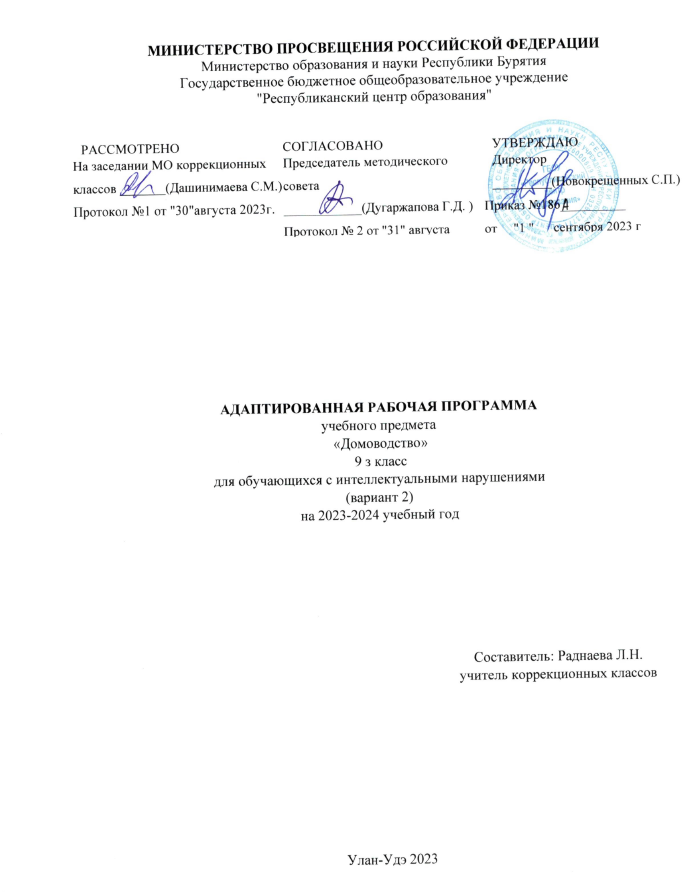 МИНИСТЕРСТВО ПРОСВЕЩЕНИЯ РОССИЙСКОЙ ФЕДЕРАЦИИ
Министерство образования и науки Республики Бурятия
Государственное бюджетное общеобразовательное учреждение
"Республиканский центр образования"
РАССМОТРЕНО
На заседании МО коррекционных
классов ________(Дашинимаева С.М.)
Протокол №1 от "30"августа 2023г.
СОГЛАСОВАНО
Председатель методического
совета
____________(Дугаржапова Г.Д. )
Протокол № 2 от "31" августа
УТВЕРЖДАЮ
Директор
_________(Новокрещенных С.П.)
Приказ №186
от "1 " сентября 2023 г
АДАПТИРОВАННАЯ РАБОЧАЯ ПРОГРАММА
учебного предмета
«Домоводство»
9 з класс
для обучающихся с интеллектуальными нарушениями
(вариант 2)
на 2023-2024 учебный год
Составитель: Раднаева Л.Н.
учитель коррекционных классов
Улан-Удэ 2023